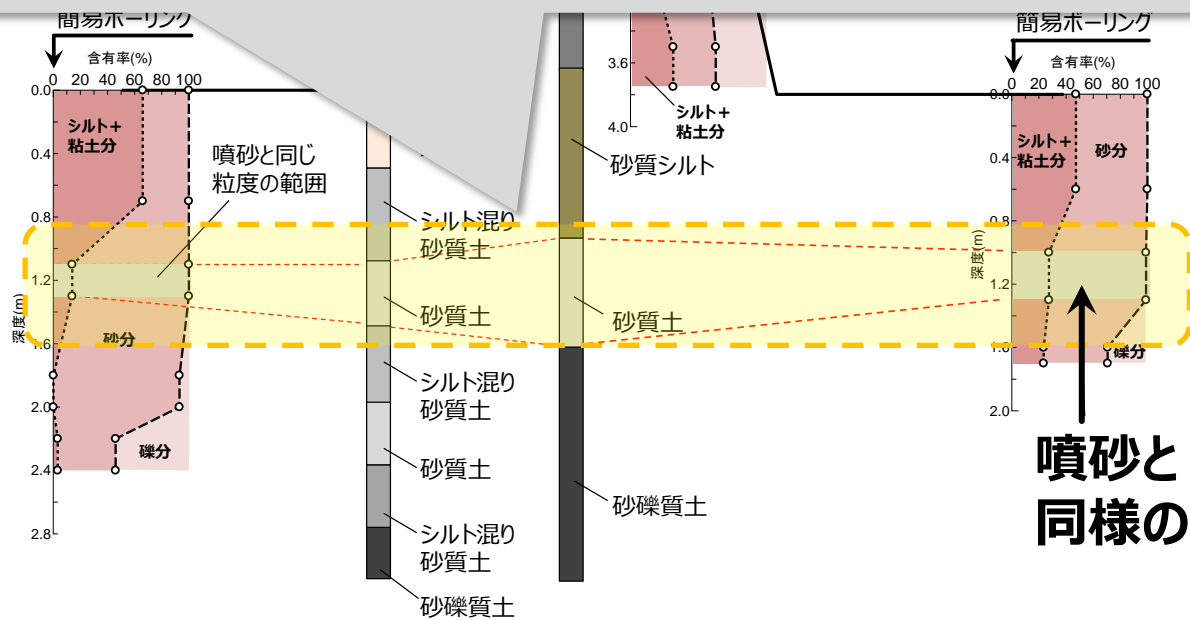 簡易ボーリング
含有率(%)
0 20 40 60 80 100
0.0
0.4
0.8
1.2
1.6
2.0
2.4
2.8
深度(m)
シルト+
粘土分
砂分
礫分
噴砂と同じ
粒度の範囲
シルト混り
砂質土
砂質土
シルト混り
砂質土
砂質土
シルト混り
砂質土
砂礫質土
砂質シルト
砂質土
砂礫質土
3.6
4.0
シルト+
粘土分
簡易ボーリング
含有率(%)
0 20 40 60 80 100
0.0
0.4
0.8
1.2
1.6
2.0
深度(m)
シルト+
粘土分
砂分
礫分
噴砂と
同様の